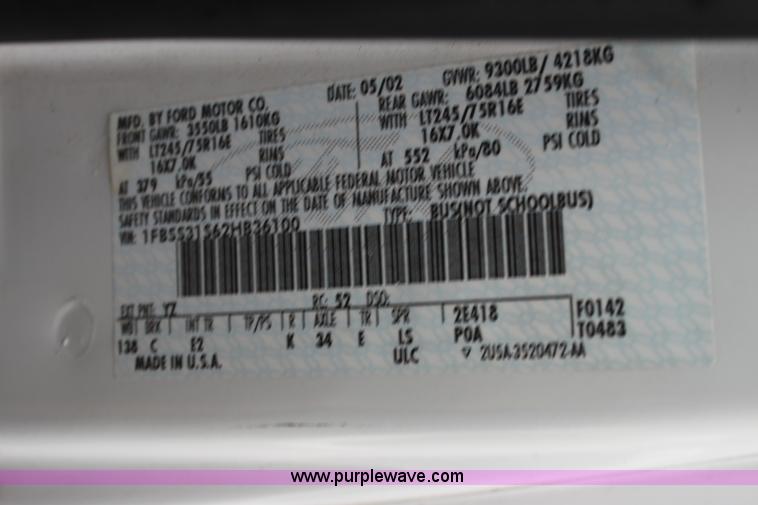 MFD. BY FORD MOTOR CO.
DATE: 05/02
GVWR: 9300LB/ 4218KG
FRONT GAWR: 3550LB 1610KG
REAR GAWR: 6084LB 2759KG
WITH LT245/75R16E TIRES
WITH LT245/75R16E TIRES
16X7.0K RIMS
16X7.0K RIMS
AT 379 kPa/55 PSI COLD
AT 552 kPa/80 PSI COLD
THIS VEHICLE CONFORMS TO ALL APPLICABLE FEDERAL MOTOR VEHICLE
SAFETY STANDARDS IN EFFECT ON THE DATE OF MANUFACTURE SHOWN ABOVE.
VIN: 1FBSS31S62HB36100
TYPE: BUS(NOT SCHOOLBUS)
EXT PNT: YZ RC: 52 DSO:
WB BRK INT TR TP/PS R AXLE TR SPR 2E418 F0142
138 C E2 K 34 E LS POA T0483
MADE IN U.S.A. ULC 2U5A-3520472-AA
www.purplewave.com